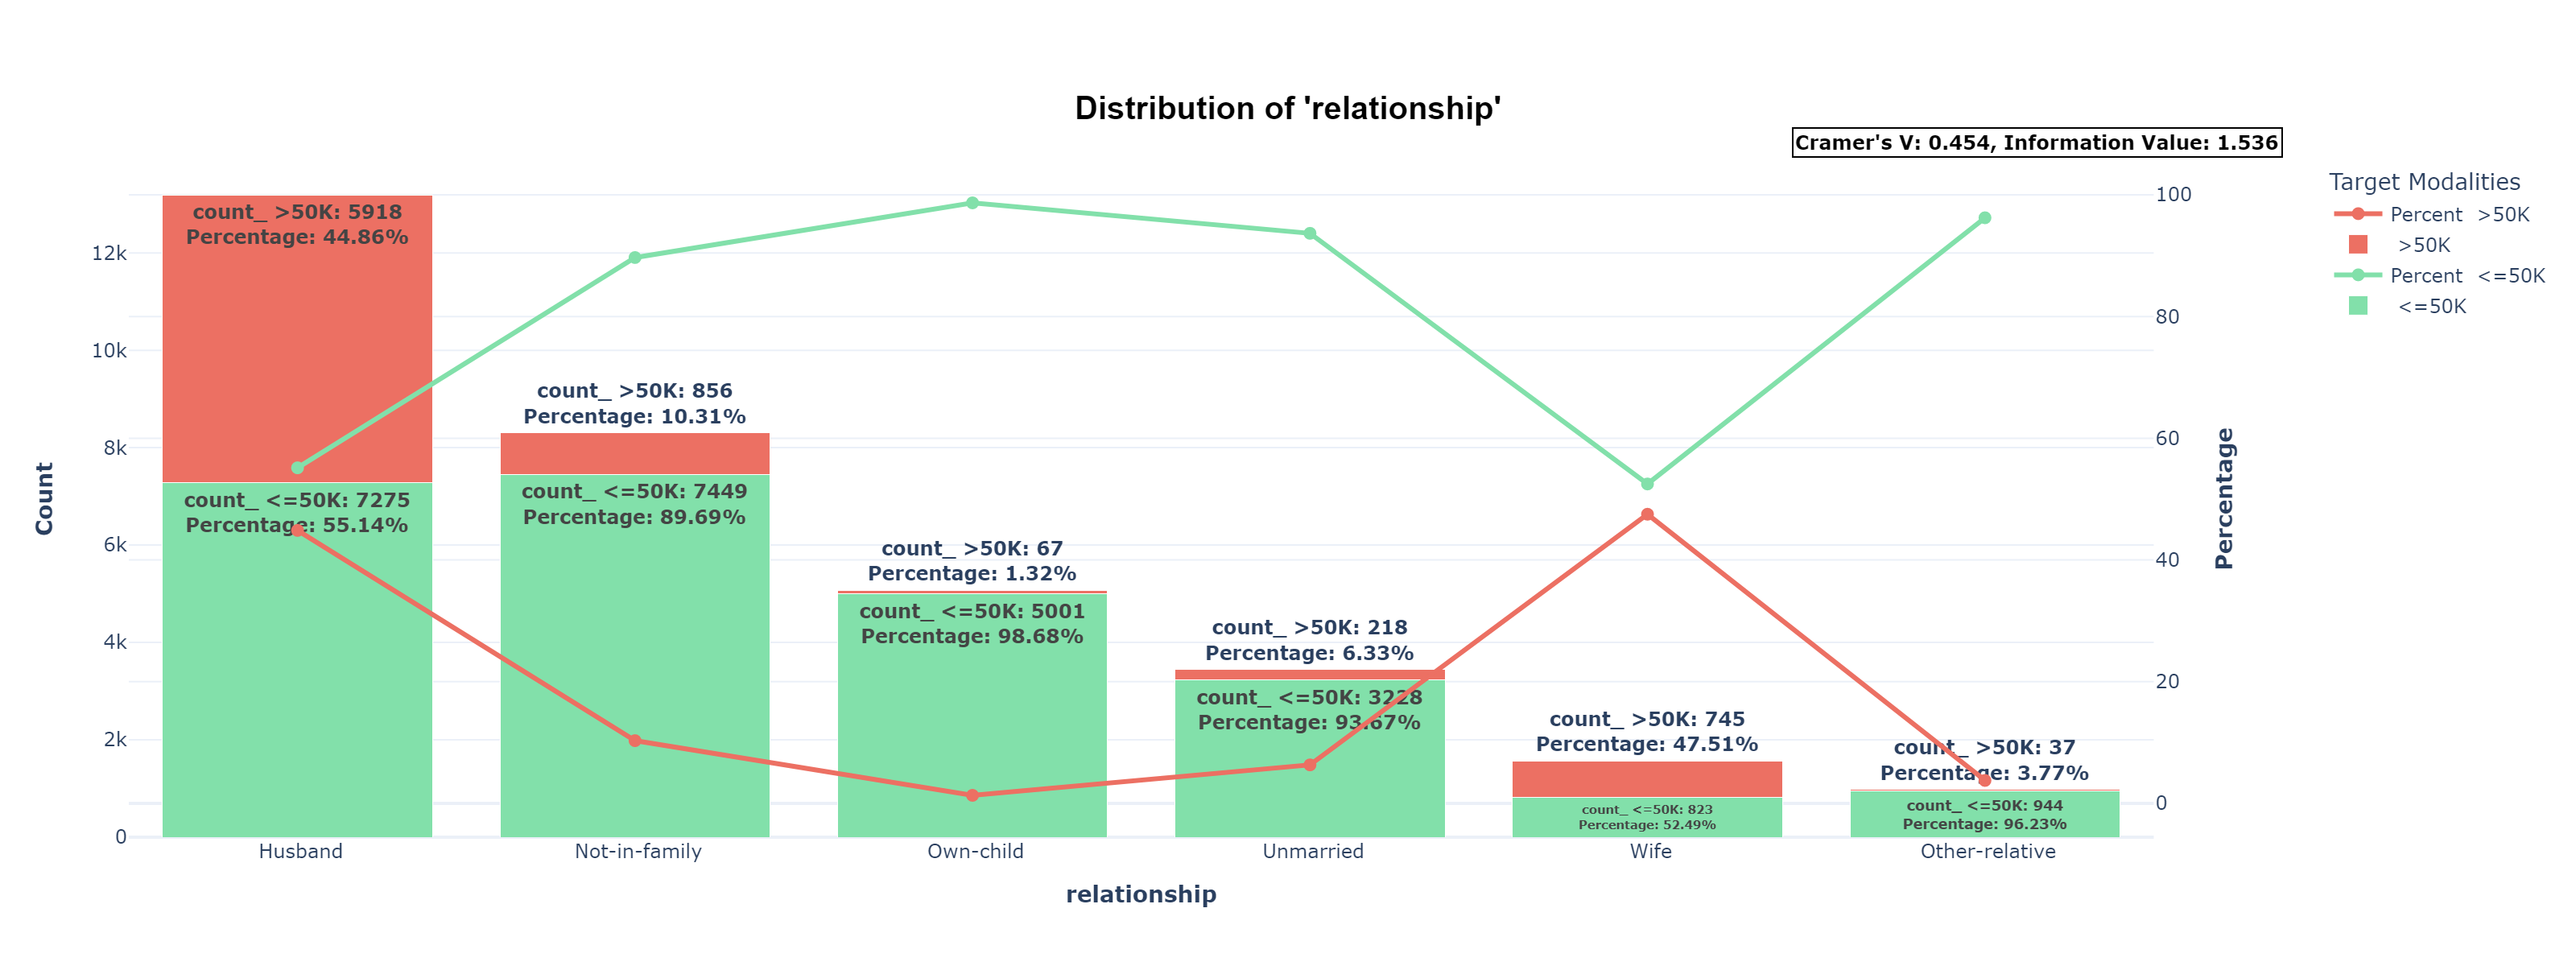 Distribution of 'relationship'
Cramer's V: 0.454, Information Value: 1.536
Target Modalities
Percent >50K
>50K
Percent <=50K
<=50K
Count
12k
10k
8k
6k
4k
2k
0
Percentage
100
80
60
40
20
0
count_ >50K: 5918
Percentage: 44.86%
count_ <=50K: 7275
Percentage: 55.14%
count_ >50K: 856
Percentage: 10.31%
count_ <=50K: 7449
Percentage: 89.69%
count_ >50K: 67
Percentage: 1.32%
count_ <=50K: 5001
Percentage: 98.68%
count_ >50K: 218
Percentage: 6.33%
count_ <=50K: 3228
Percentage: 93.67%
count_ >50K: 745
Percentage: 47.51%
count_ <=50K: 823
Percentage: 52.49%
count_ >50K: 37
Percentage: 3.77%
count_ <=50K: 944
Percentage: 96.23%
Husband
Not-in-family
Own-child
Unmarried
Wife
Other-relative
relationship